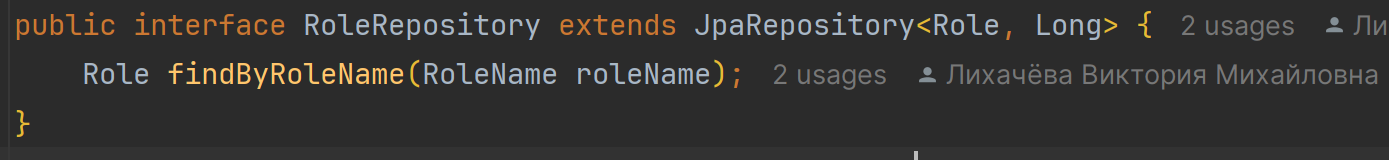 public interface RoleRepository extends JpaRepository<Role, Long> { 2 usages Ли
Role findByRoleName(RoleName roleName); 2 usages Лихачёва Виктория Михайловна
}